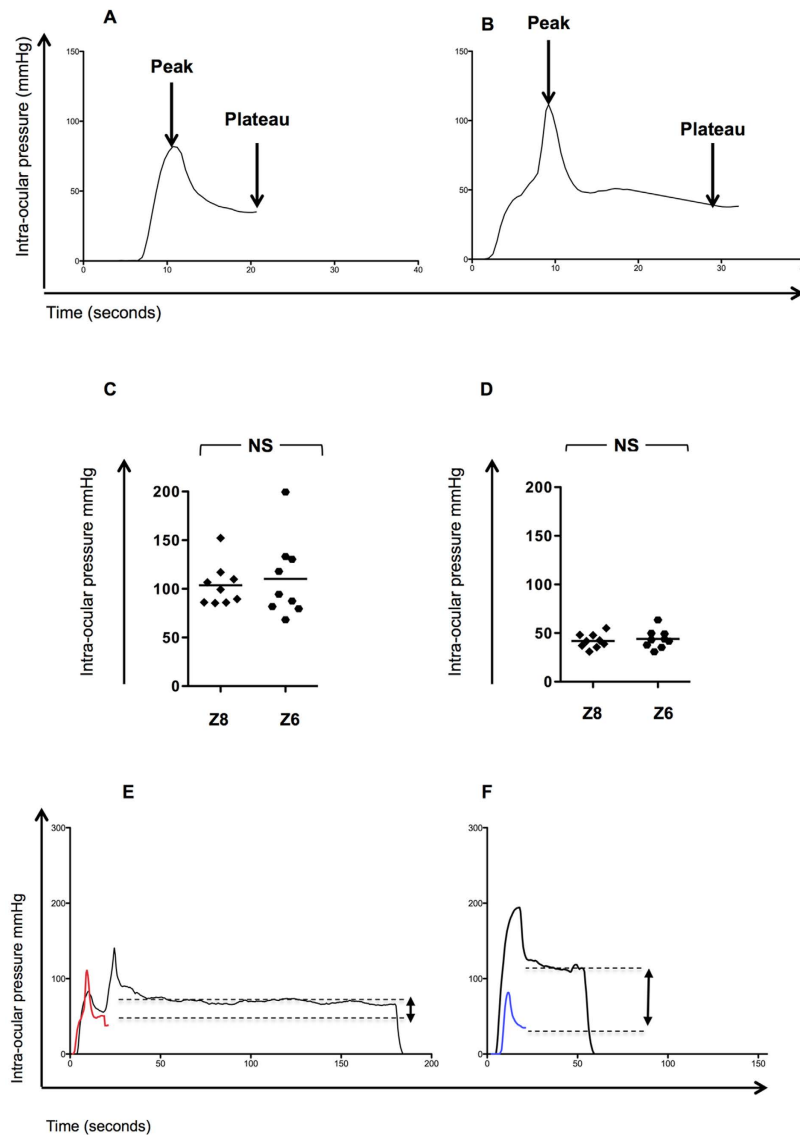 A
B
Intra-ocular pressure (mmHg)
Peak
Plateau
150
100
50
0
0 10 20 30 40
Peak
Plateau
150
100
50
0
0 10 20 30
Time (seconds)
C
D
Intra-ocular pressure mmHg
NS
200
150
100
50
0
Z8 Z6
Intra-ocular pressure mmHg
NS
200
150
100
50
0
Z8 Z6
E
F
Intra-ocular pressure mmHg
300
200
100
0
0 50 100 150 200
300
200
100
0
0 50 100 150
Time (seconds)